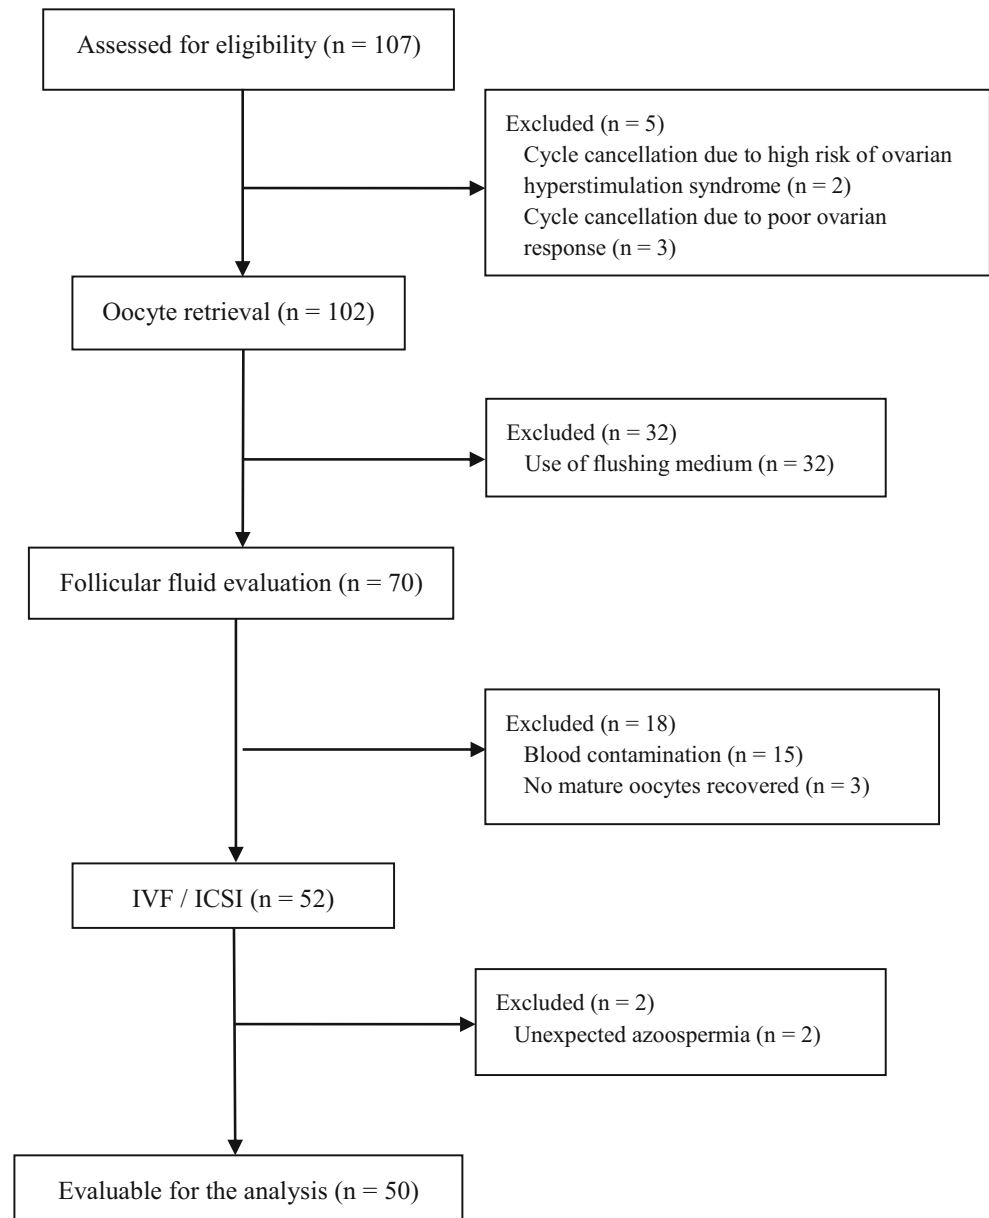 Assessed for eligibility (n = 107)
Excluded (n = 5)
Cycle cancellation due to high risk of ovarian
hyperstimulation syndrome (n = 2)
Cycle cancellation due to poor ovarian
response (n = 3)
Oocyte retrieval (n = 102)
Excluded (n = 32)
Use of flushing medium (n = 32)
Follicular fluid evaluation (n = 70)
Excluded (n = 18)
Blood contamination (n = 15)
No mature oocytes recovered (n = 3)
IVF / ICSI (n = 52)
Excluded (n = 2)
Unexpected azoospermia (n = 2)
Evaluable for the analysis (n = 50)